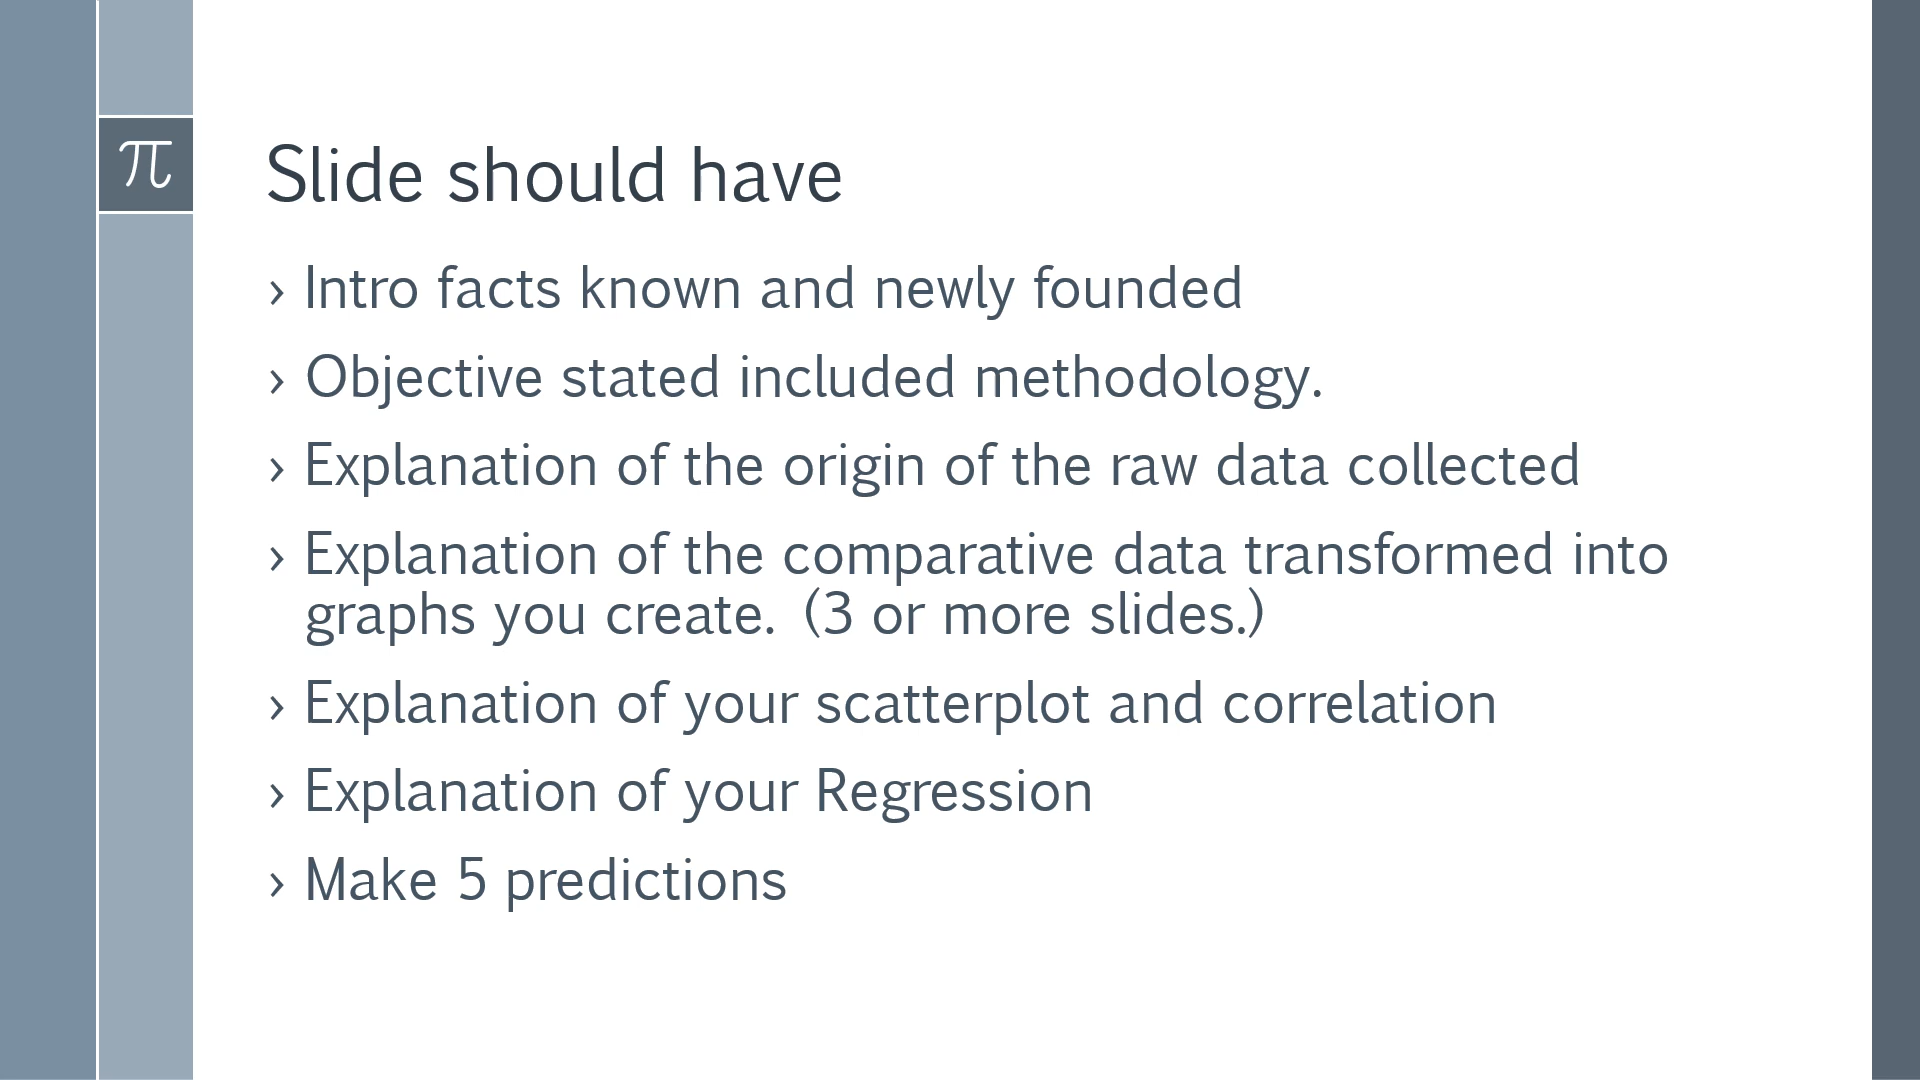 π
Slide should have
› Intro facts known and newly founded
› Objective stated included methodology.
› Explanation of the origin of the raw data collected
› Explanation of the comparative data transformed into
graphs you create. (3 or more slides.)
› Explanation of your scatterplot and correlation
› Explanation of your Regression
› Make 5 predictions